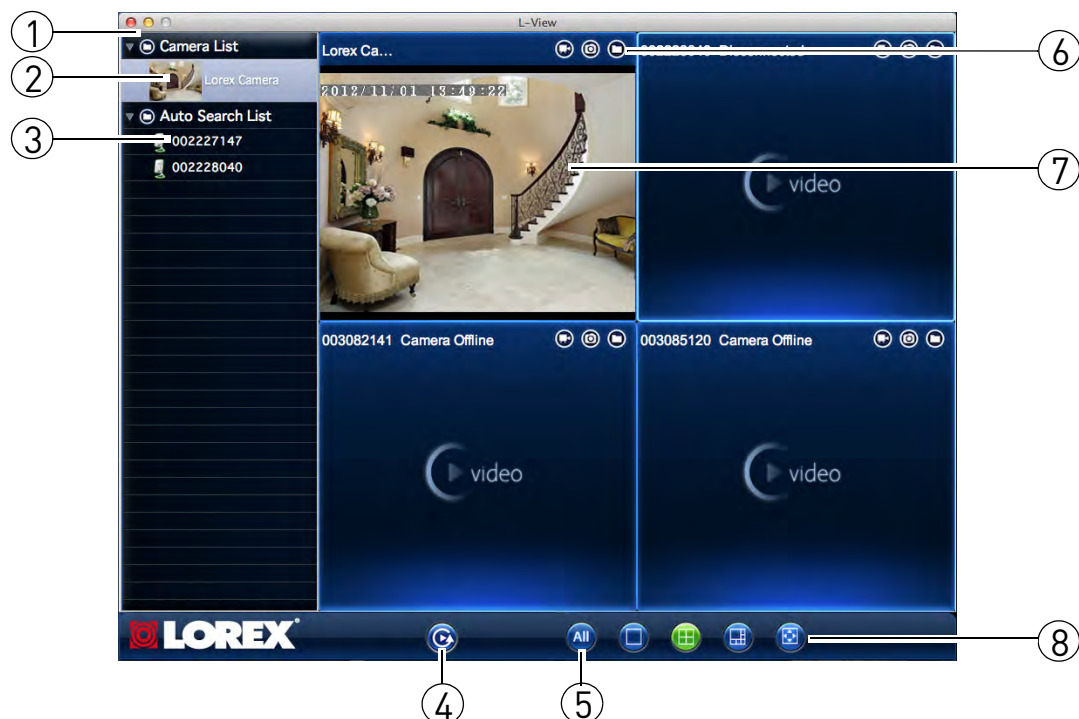 L-View
1
Camera List
2
Lorex Camera
Auto Search List
3
002227147
002228040
Lorex Ca...
6
2012/11/01 13:49:22
7
video
003082141 Camera Offline
003085120 Camera Offline
video
video
LOREX
All
8
4
5